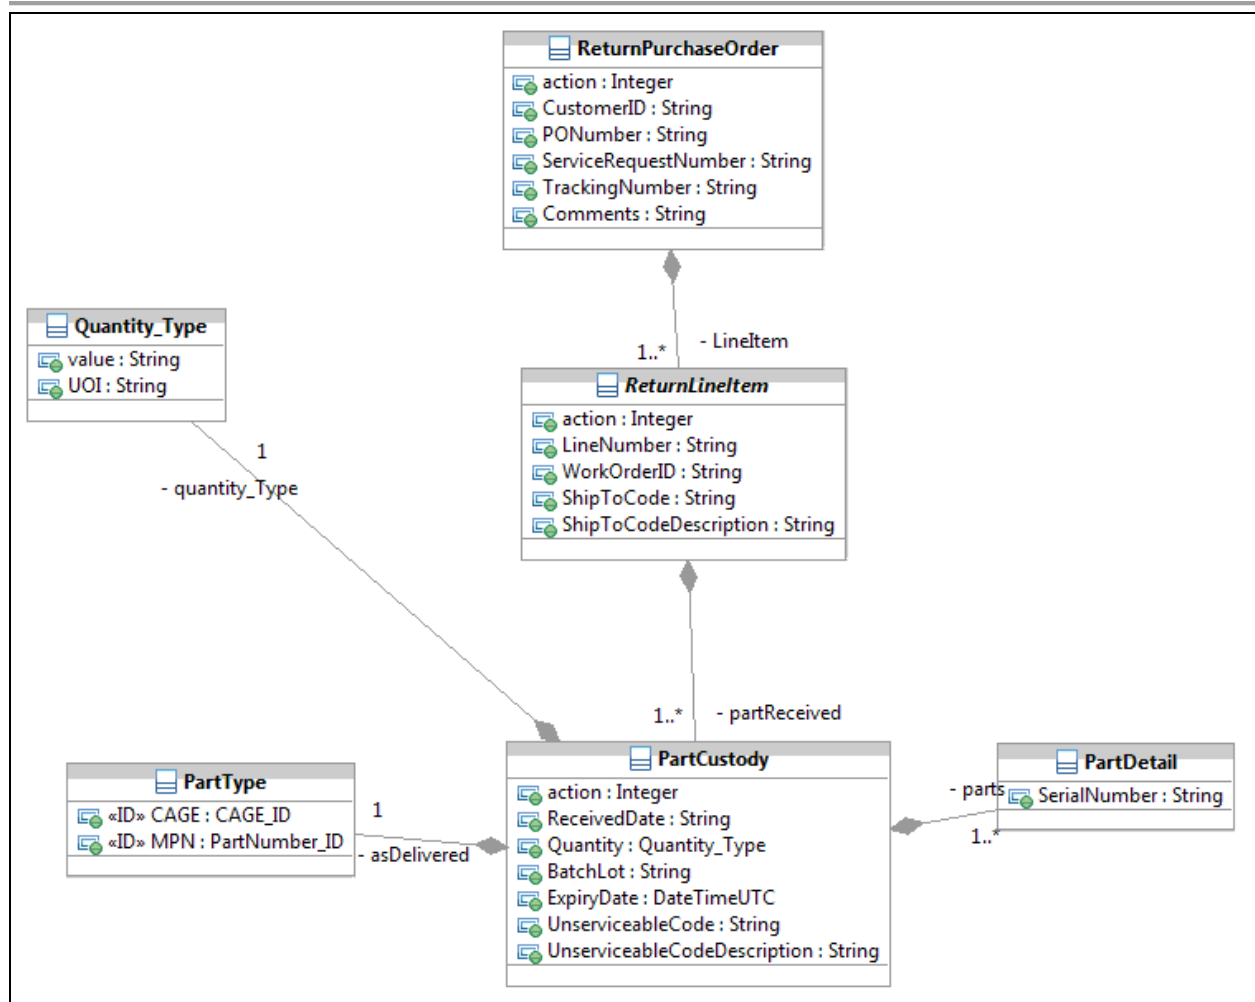 ReturnPurchaseOrder
action : Integer
CustomerID : String
PONumber : String
ServiceRequestNumber : String
TrackingNumber : String
Comments : String
Quantity_Type
value : String
UOI : String
1
- quantity_Type
1..*
- LineItem
ReturnLineItem
action : Integer
LineNumber : String
WorkOrderID : String
ShipToCode : String
ShipToCodeDescription : String
1..*
- partReceived
PartType
«ID» CAGE : CAGE_ID
«ID» MPN : PartNumber_ID
1
- asDelivered
PartCustody
action : Integer
ReceivedDate : String
Quantity : Quantity_Type
BatchLot : String
ExpiryDate : DateTimeUTC
UnserviceableCode : String
UnserviceableCodeDescription : String
- parts
1..*
PartDetail
SerialNumber : String